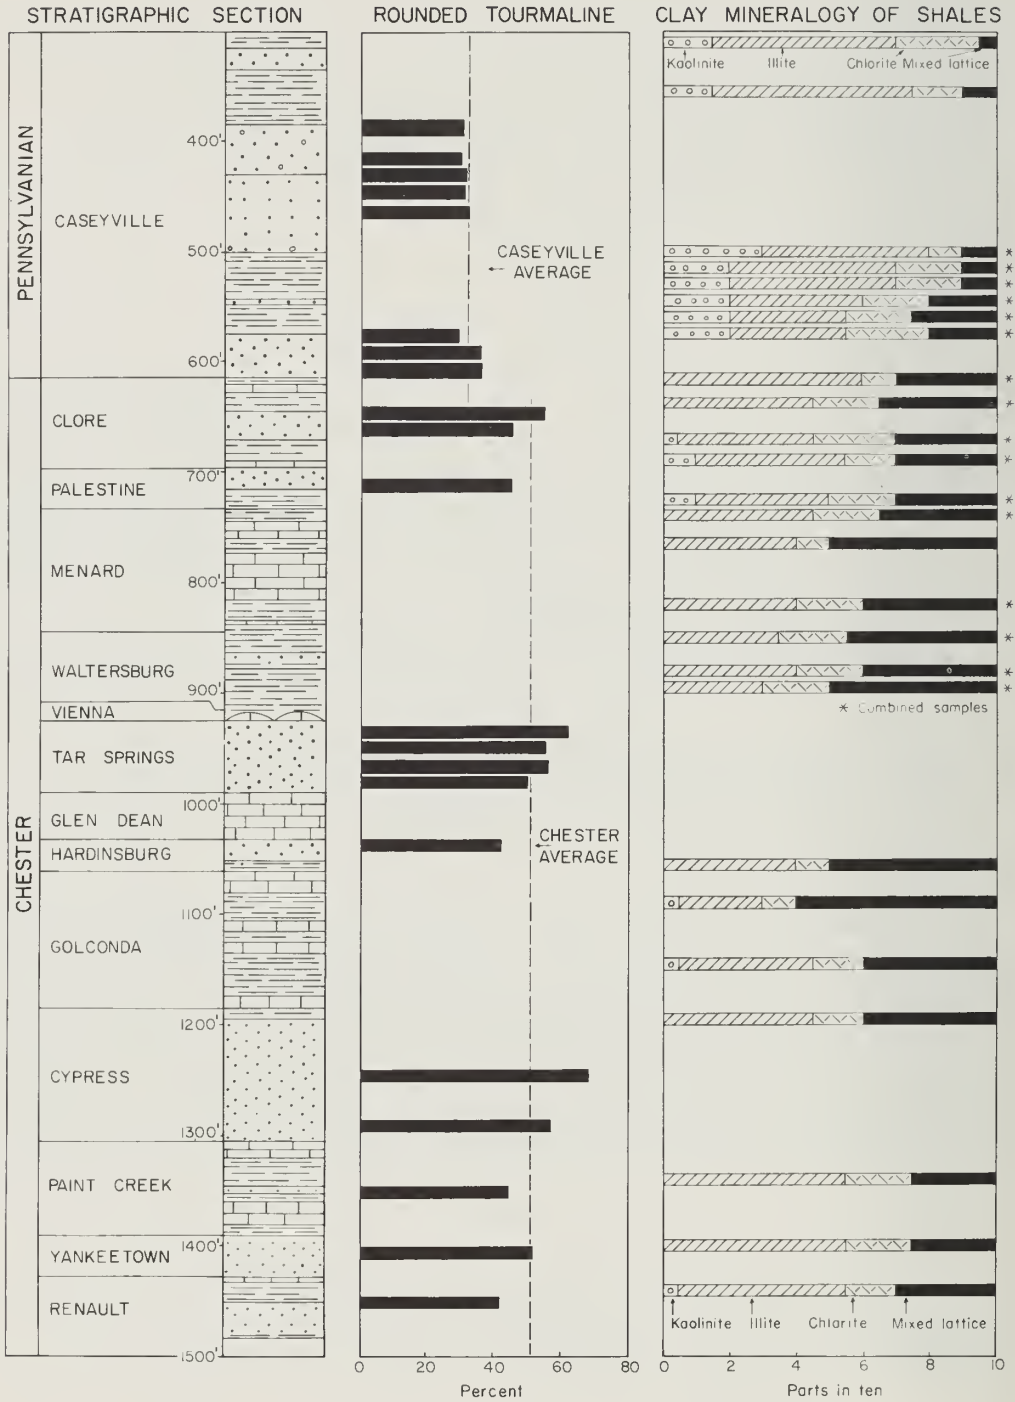 STRATIGRAPHIC SECTION
ROUNDED TOURMALINE
CLAY MINERALOGY OF SHALES
Kaolinite
Illite
Chlorite
Mixed lattice
PENNSYLVANIAN
CASEYVILLE
400'
500'
600'
CASEYVILLE
AVERAGE
*
*
*
*
*
*
CHESTER
CLORE
*
*
*
*
700'
PALESTINE
*
*
MENARD
800'
*
*
WALTERSBURG
*
*
900'
* Combined samples
VIENNA
TAR SPRINGS
1000'
GLEN DEAN
HARDINSBURG
CHESTER
AVERAGE
1100'
GOLCONDA
1200'
CYPRESS
1300'
PAINT CREEK
1400'
YANKEETOWN
RENAULT
1500'
Kaolinite
Illite
Chlorite
Mixed lattice
0 20 40 60 80
Percent
0 2 4 6 8 10
Parts in ten